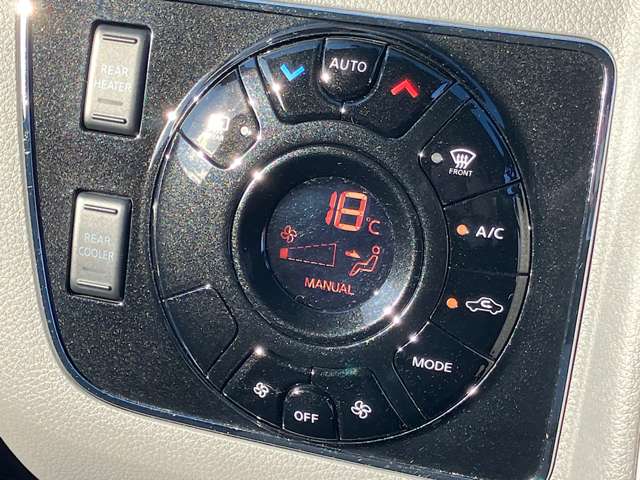 REAR
HEATER
AUTO
FRONT
18°C
A/C
MANUAL
REAR
COOLER
MODE
OFF